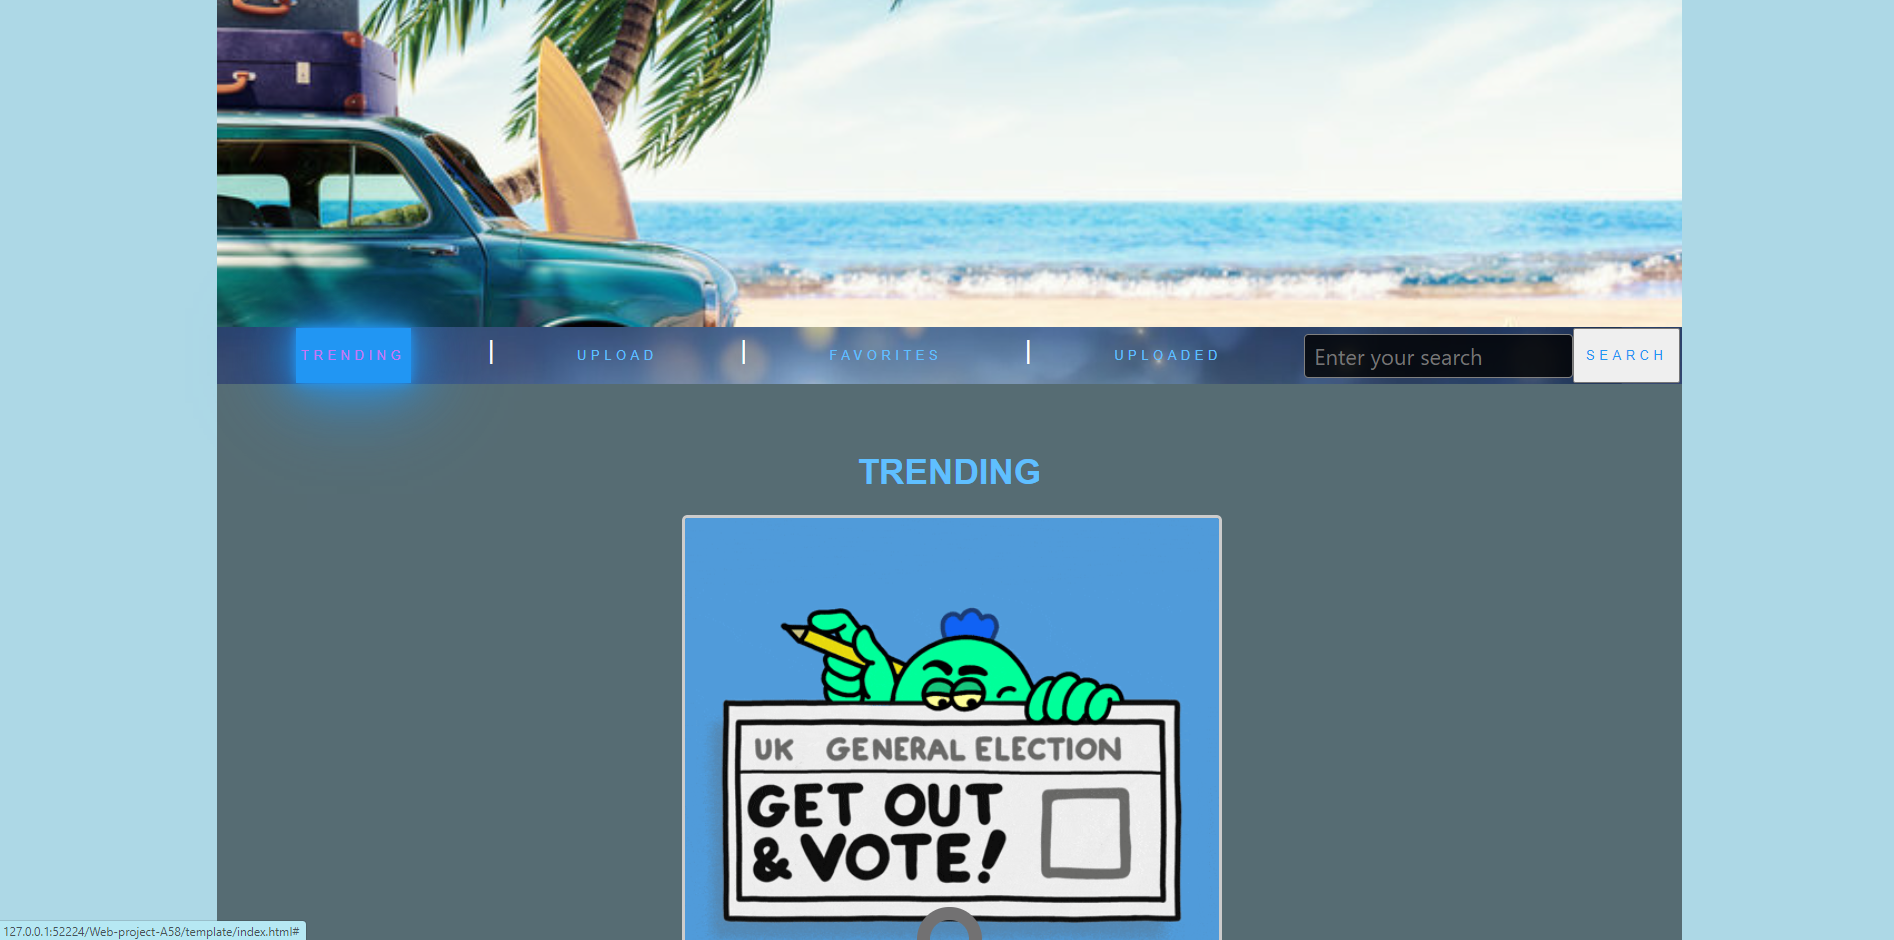 TRENDING | UPLOAD | FAVORITES | UPLOADED Enter your search SEARCH
TRENDING
UK GENERAL ELECTION
GET OUT
& VOTE!
127.0.0.1:52224/Web-project-A58/template/index.html#